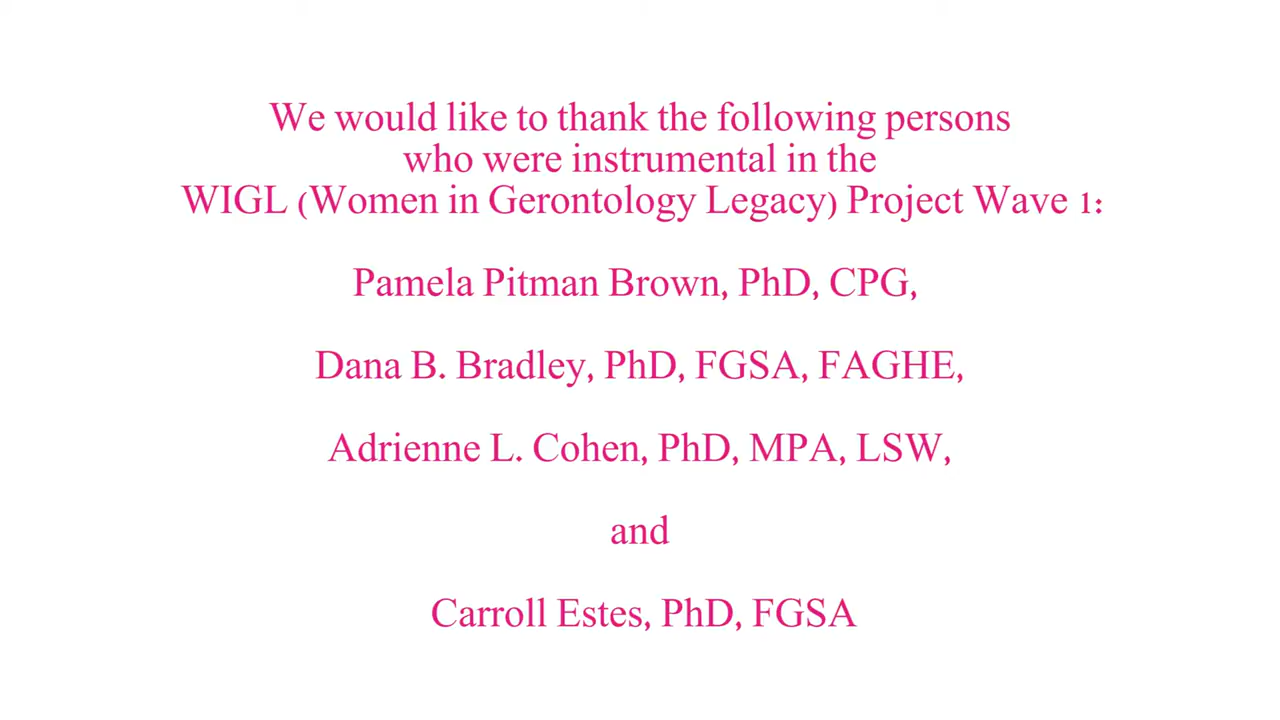 We would like to thank the following persons
who were instrumental in the
WIGL (Women in Gerontology Legacy) Project Wave 1:
Pamela Pitman Brown, PhD, CPG,
Dana B. Bradley, PhD, FGSA, FAGHE,
Adrienne L. Cohen, PhD, MPA, LSW,
and
Carroll Estes, PhD, FGSA